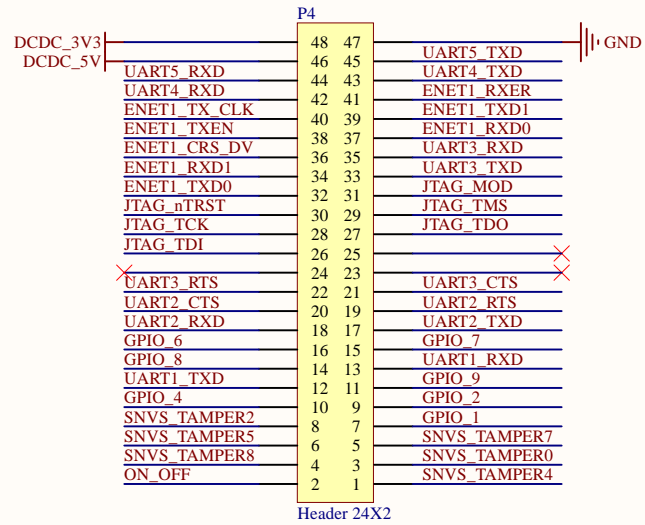 P4
DCDC_3V3 48 47 GND
DCDC_5V 46 45 UART5_TXD
UART5_RXD 44 43 UART4_TXD
UART4_RXD 42 41 ENET1_RXER
ENET1_TX_CLK 40 39 ENET1_TXD1
ENET1_TXEN 38 37 ENET1_RXD0
ENET1_CRS_DV 36 35 UART3_RXD
ENET1_RXD1 34 33 UART3_TXD
ENET1_TXD0 32 31 JTAG_MOD
JTAG_nTRST 30 29 JTAG_TMS
JTAG_TCK 28 27 JTAG_TDO
JTAG_TDI 26 25
24 23
UART3_RTS 22 21 UART3_CTS
UART2_CTS 20 19 UART2_RTS
UART2_RXD 18 17 UART2_TXD
GPIO_6 16 15 GPIO_7
GPIO_8 14 13 UART1_RXD
UART1_TXD 12 11 GPIO_9
GPIO_4 10 9 GPIO_2
SNVS_TAMPER2 8 7 GPIO_1
SNVS_TAMPER5 6 5 SNVS_TAMPER7
SNVS_TAMPER8 4 3 SNVS_TAMPER0
ON_OFF 2 1 SNVS_TAMPER4
Header 24X2